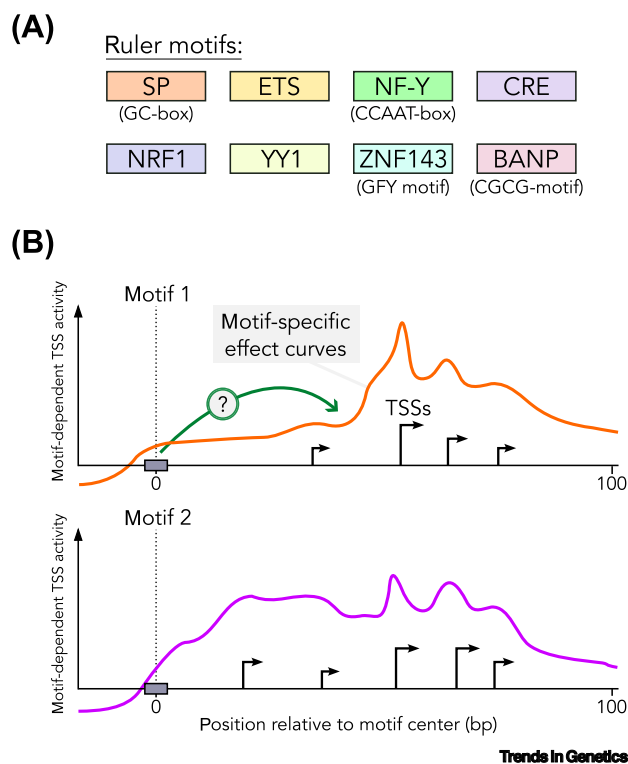 (A)
Ruler motifs:
SP ETS NF-Y CRE
(GC-box) (CCAAT-box)
NRF1 YY1 ZNF143 BANP
(GFY motif) (CGCG-motif)
(B)
Motif 1
Motif-dependent TSS activity
Motif-specific
effect curves
?
TSSs
0 100
Motif 2
Motif-dependent TSS activity
0 100
Position relative to motif center (bp)
Trends in Genetics